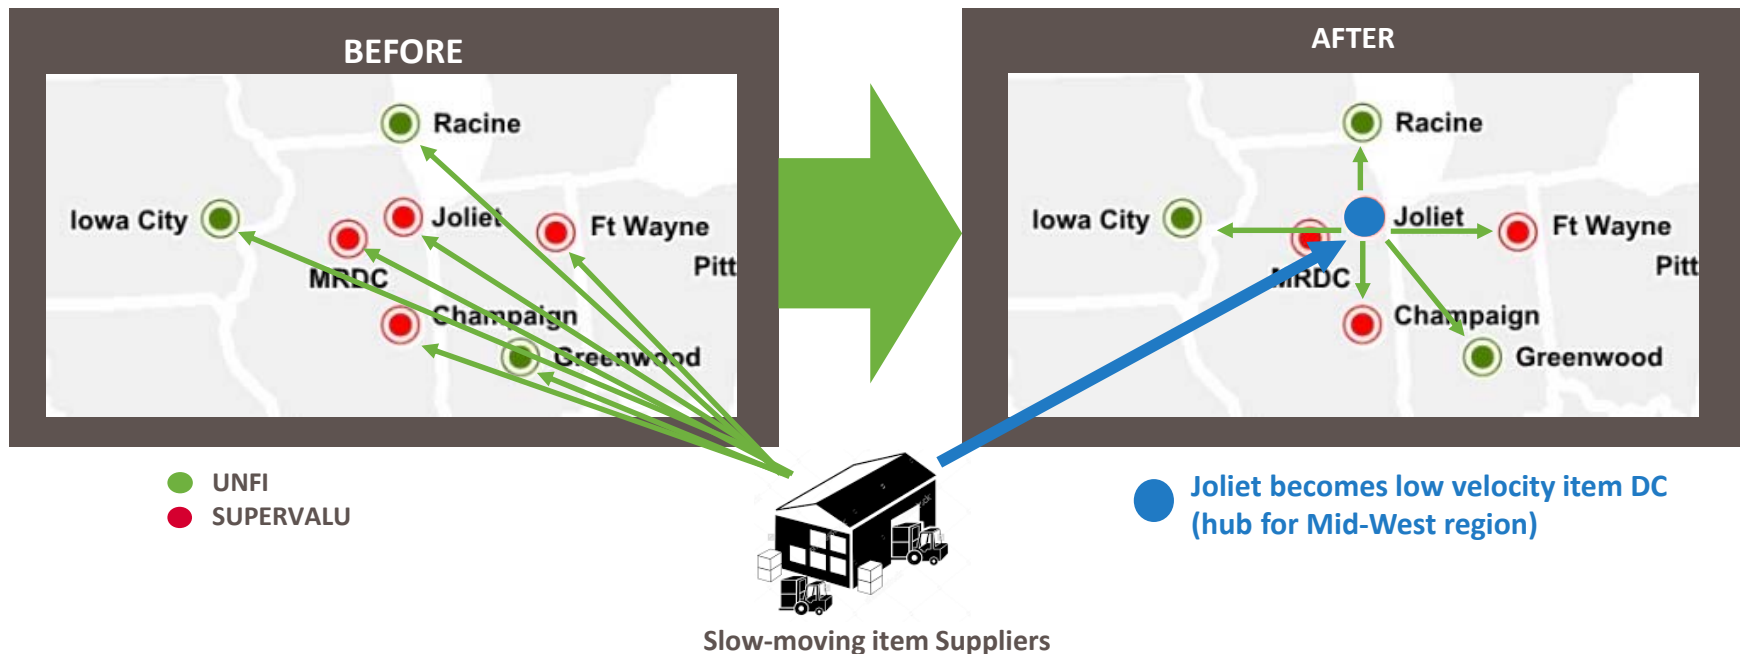 BEFORE
Racine
Iowa City
Joliet
Ft Wayne
MRDC
Pitt
Champaign
Greenwood
AFTER
Racine
Iowa City
Joliet
Ft Wayne
MRDC
Pitt
Champaign
Greenwood
UNFI
SUPERVALU
Joliet becomes low velocity item DC
(hub for Mid-West region)
Slow-moving item Suppliers